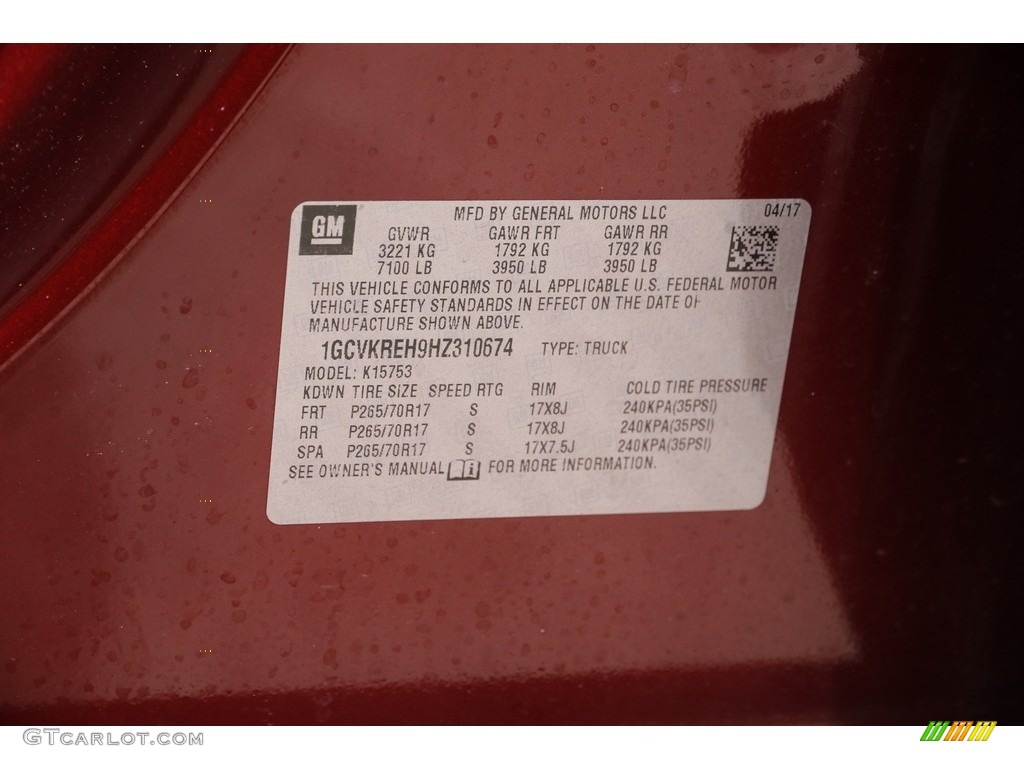 GM MFD BY GENERAL MOTORS LLC 04/17
GVWR GAWR FRT GAWR RR
3221 KG 1792 KG 1792 KG
7100 LB 3950 LB 3950 LB
THIS VEHICLE CONFORMS TO ALL APPLICABLE U.S. FEDERAL MOTOR
VEHICLE SAFETY STANDARDS IN EFFECT ON THE DATE OF
MANUFACTURE SHOWN ABOVE.
1GCVKREH9HZ310674 TYPE: TRUCK
MODEL: K15753
KDWN TIRE SIZE SPEED RTG RIM COLD TIRE PRESSURE
FRT P265/70R17 S 17X8J 240KPA(35PSI)
RR P265/70R17 S 17X8J 240KPA(35PSI)
SPA P265/70R17 S 17X7.5J 240KPA(35PSI)
SEE OWNER'S MANUAL FOR MORE INFORMATION.
GTCARLOT.COM